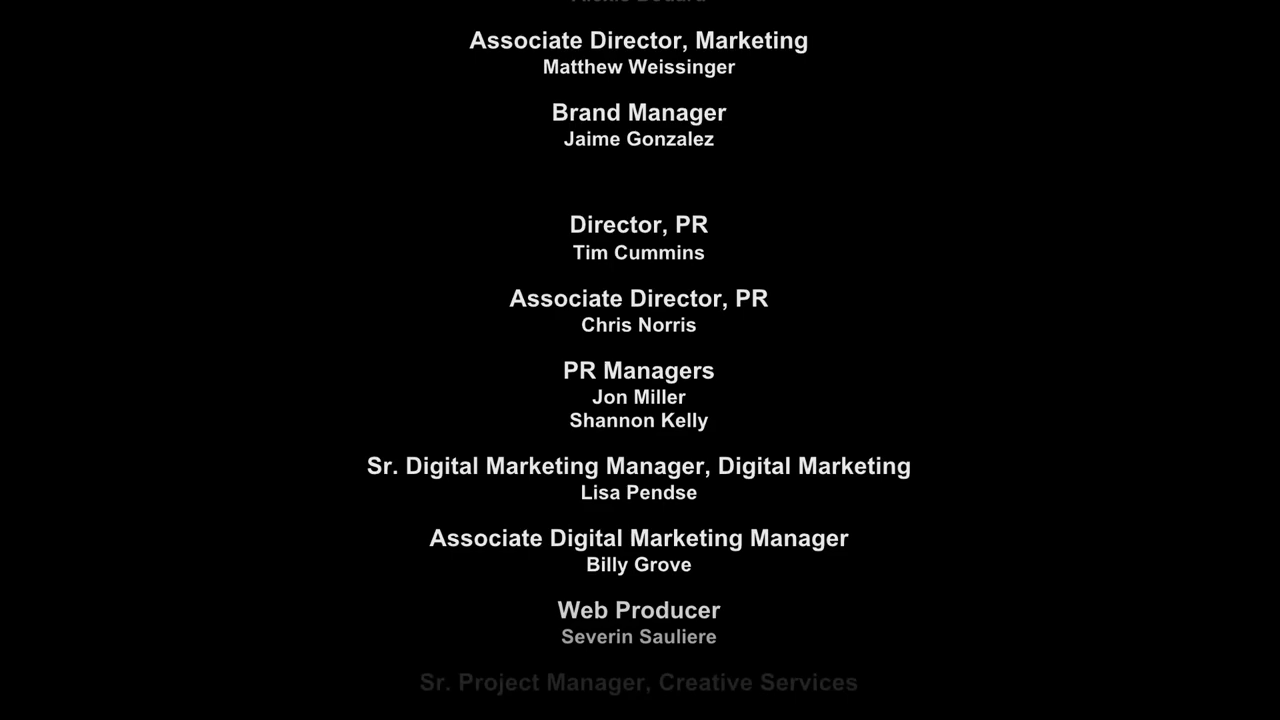 Associate Director, Marketing
Matthew Weissinger
Brand Manager
Jaime Gonzalez
Director, PR
Tim Cummins
Associate Director, PR
Chris Norris
PR Managers
Jon Miller
Shannon Kelly
Sr. Digital Marketing Manager, Digital Marketing
Lisa Pendse
Associate Digital Marketing Manager
Billy Grove
Web Producer
Severin Sauliere
Sr. Project Manager, Creative Services